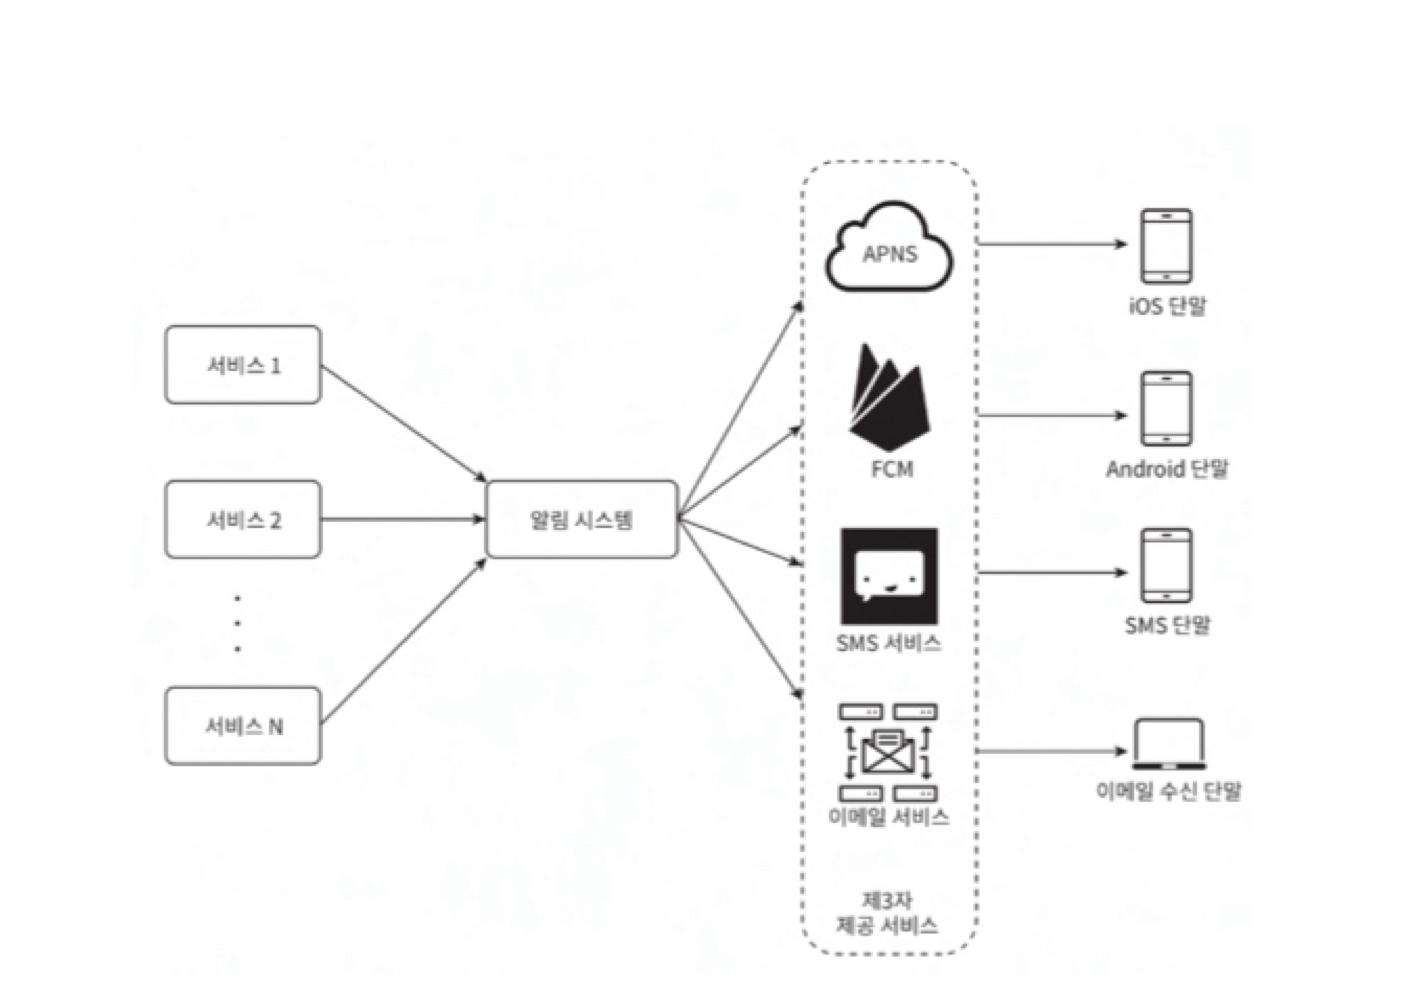 서비스 1
서비스 2
서비스 N
알림 시스템
APNS
FCM
SMS 서비스
이메일 서비스
제3자
제공 서비스
iOS 단말
Android 단말
SMS 단말
이메일 수신 단말